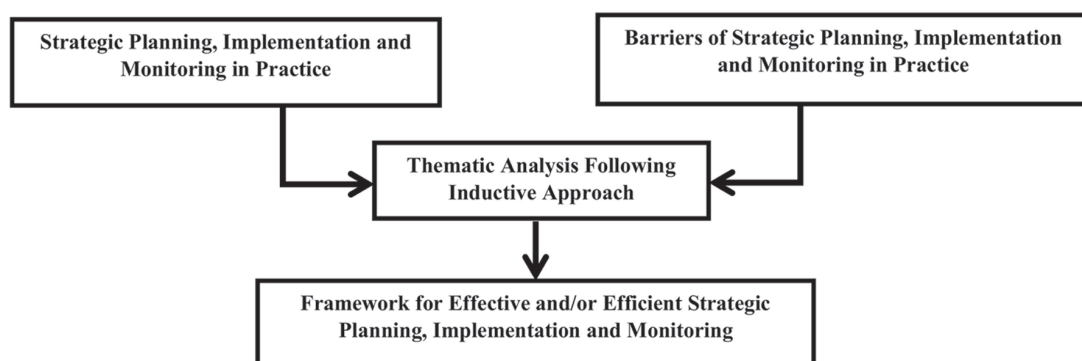 Strategic Planning, Implementation and
Monitoring in Practice
Barriers of Strategic Planning, Implementation
and Monitoring in Practice
Thematic Analysis Following
Inductive Approach
Framework for Effective and/or Efficient Strategic
Planning, Implementation and Monitoring